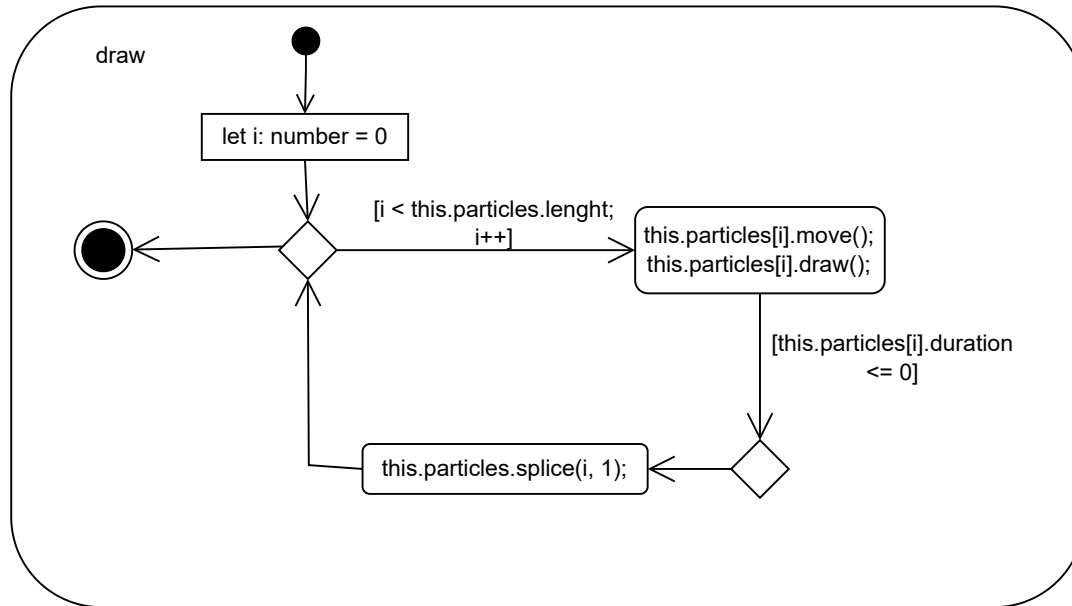 draw
let i: number = 0
[i < this.particles.lenght;
i++]
this.particles[i].move();
this.particles[i].draw();
[this.particles[i].duration
<= 0]
this.particles.splice(i, 1);